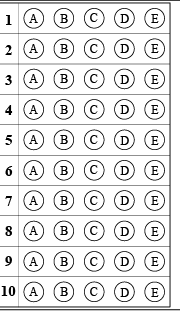 1 A B C D E
2 A B C D E
3 A B C D E
4 A B C D E
5 A B C D E
6 A B C D E
7 A B C D E
8 A B C D E
9 A B C D E
10 A B C D E